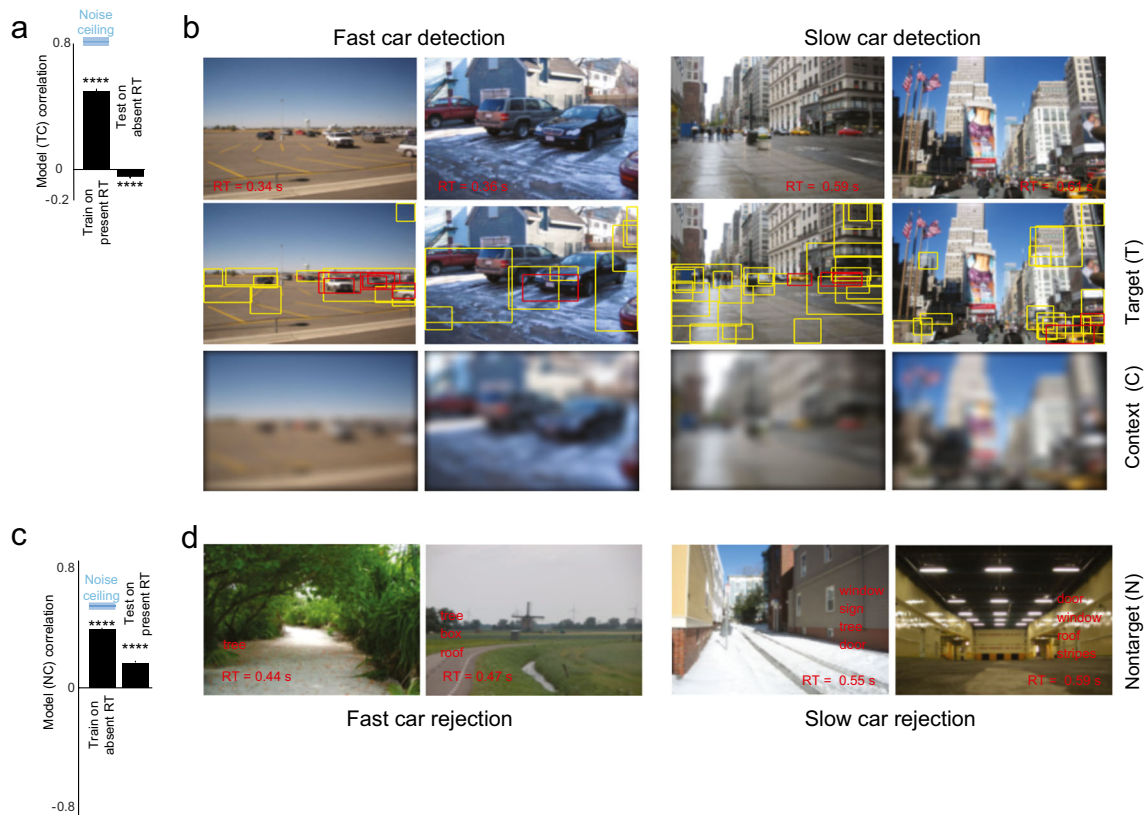 a
Noise
ceiling
0.8
0
-0.2
Model (TC) correlation
****
****
Train on
present RT
Test on
absent RT
b
Fast car detection
Slow car detection
RT = 0.34 s
RT = 0.59 s
Target (T)
Context (C)
c
Noise
ceiling
0.8
0
-0.8
Model (NC) correlation
****
****
Train on
absent RT
Test on
present RT
d
tree
RT = 0.44 s
tree
box
roof
RT = 0.47 s
window
sign
tree
door
RT = 0.55 s
door
window
roof
stripes
Nontarget (N)
Fast car rejection
Slow car rejection